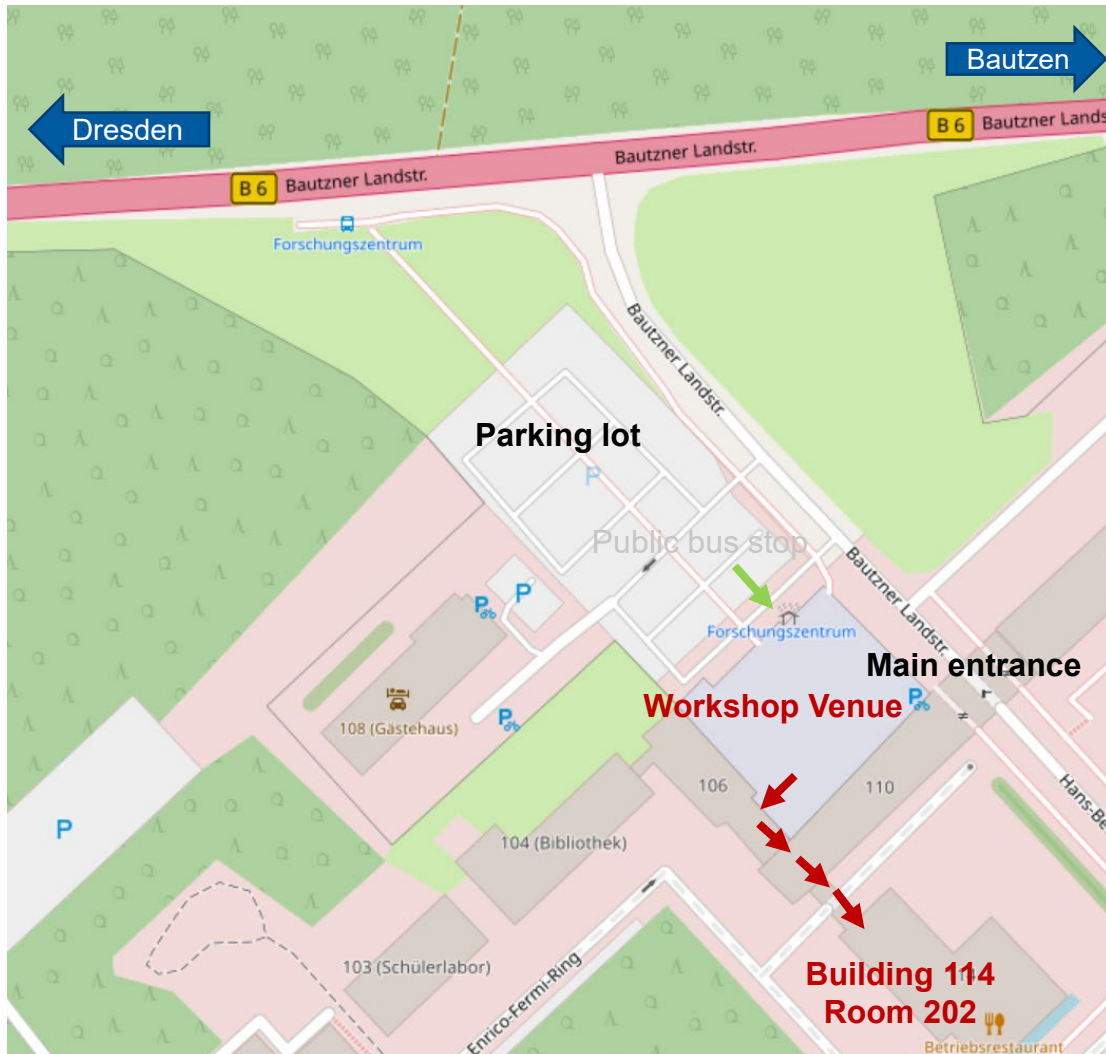 Bautzen
Dresden
B 6
Bautzner Lands
Bautzner Landstr.
B 6
Bautzner Landstr.
Forschungszentrum
Bautzner Landstr.
Parking lot
P
Public bus stop
Bautzner Landstr.
P
P
Forschungszentrum
Main entrance
Workshop Venue
P
108 (Gästehaus)
P
106
110
Hans-Be
P
104 (Bibliothek)
103 (Schülerlabor)
Enrico-Fermi-Ring
Building 114
Room 202
Betriebsrestaurant